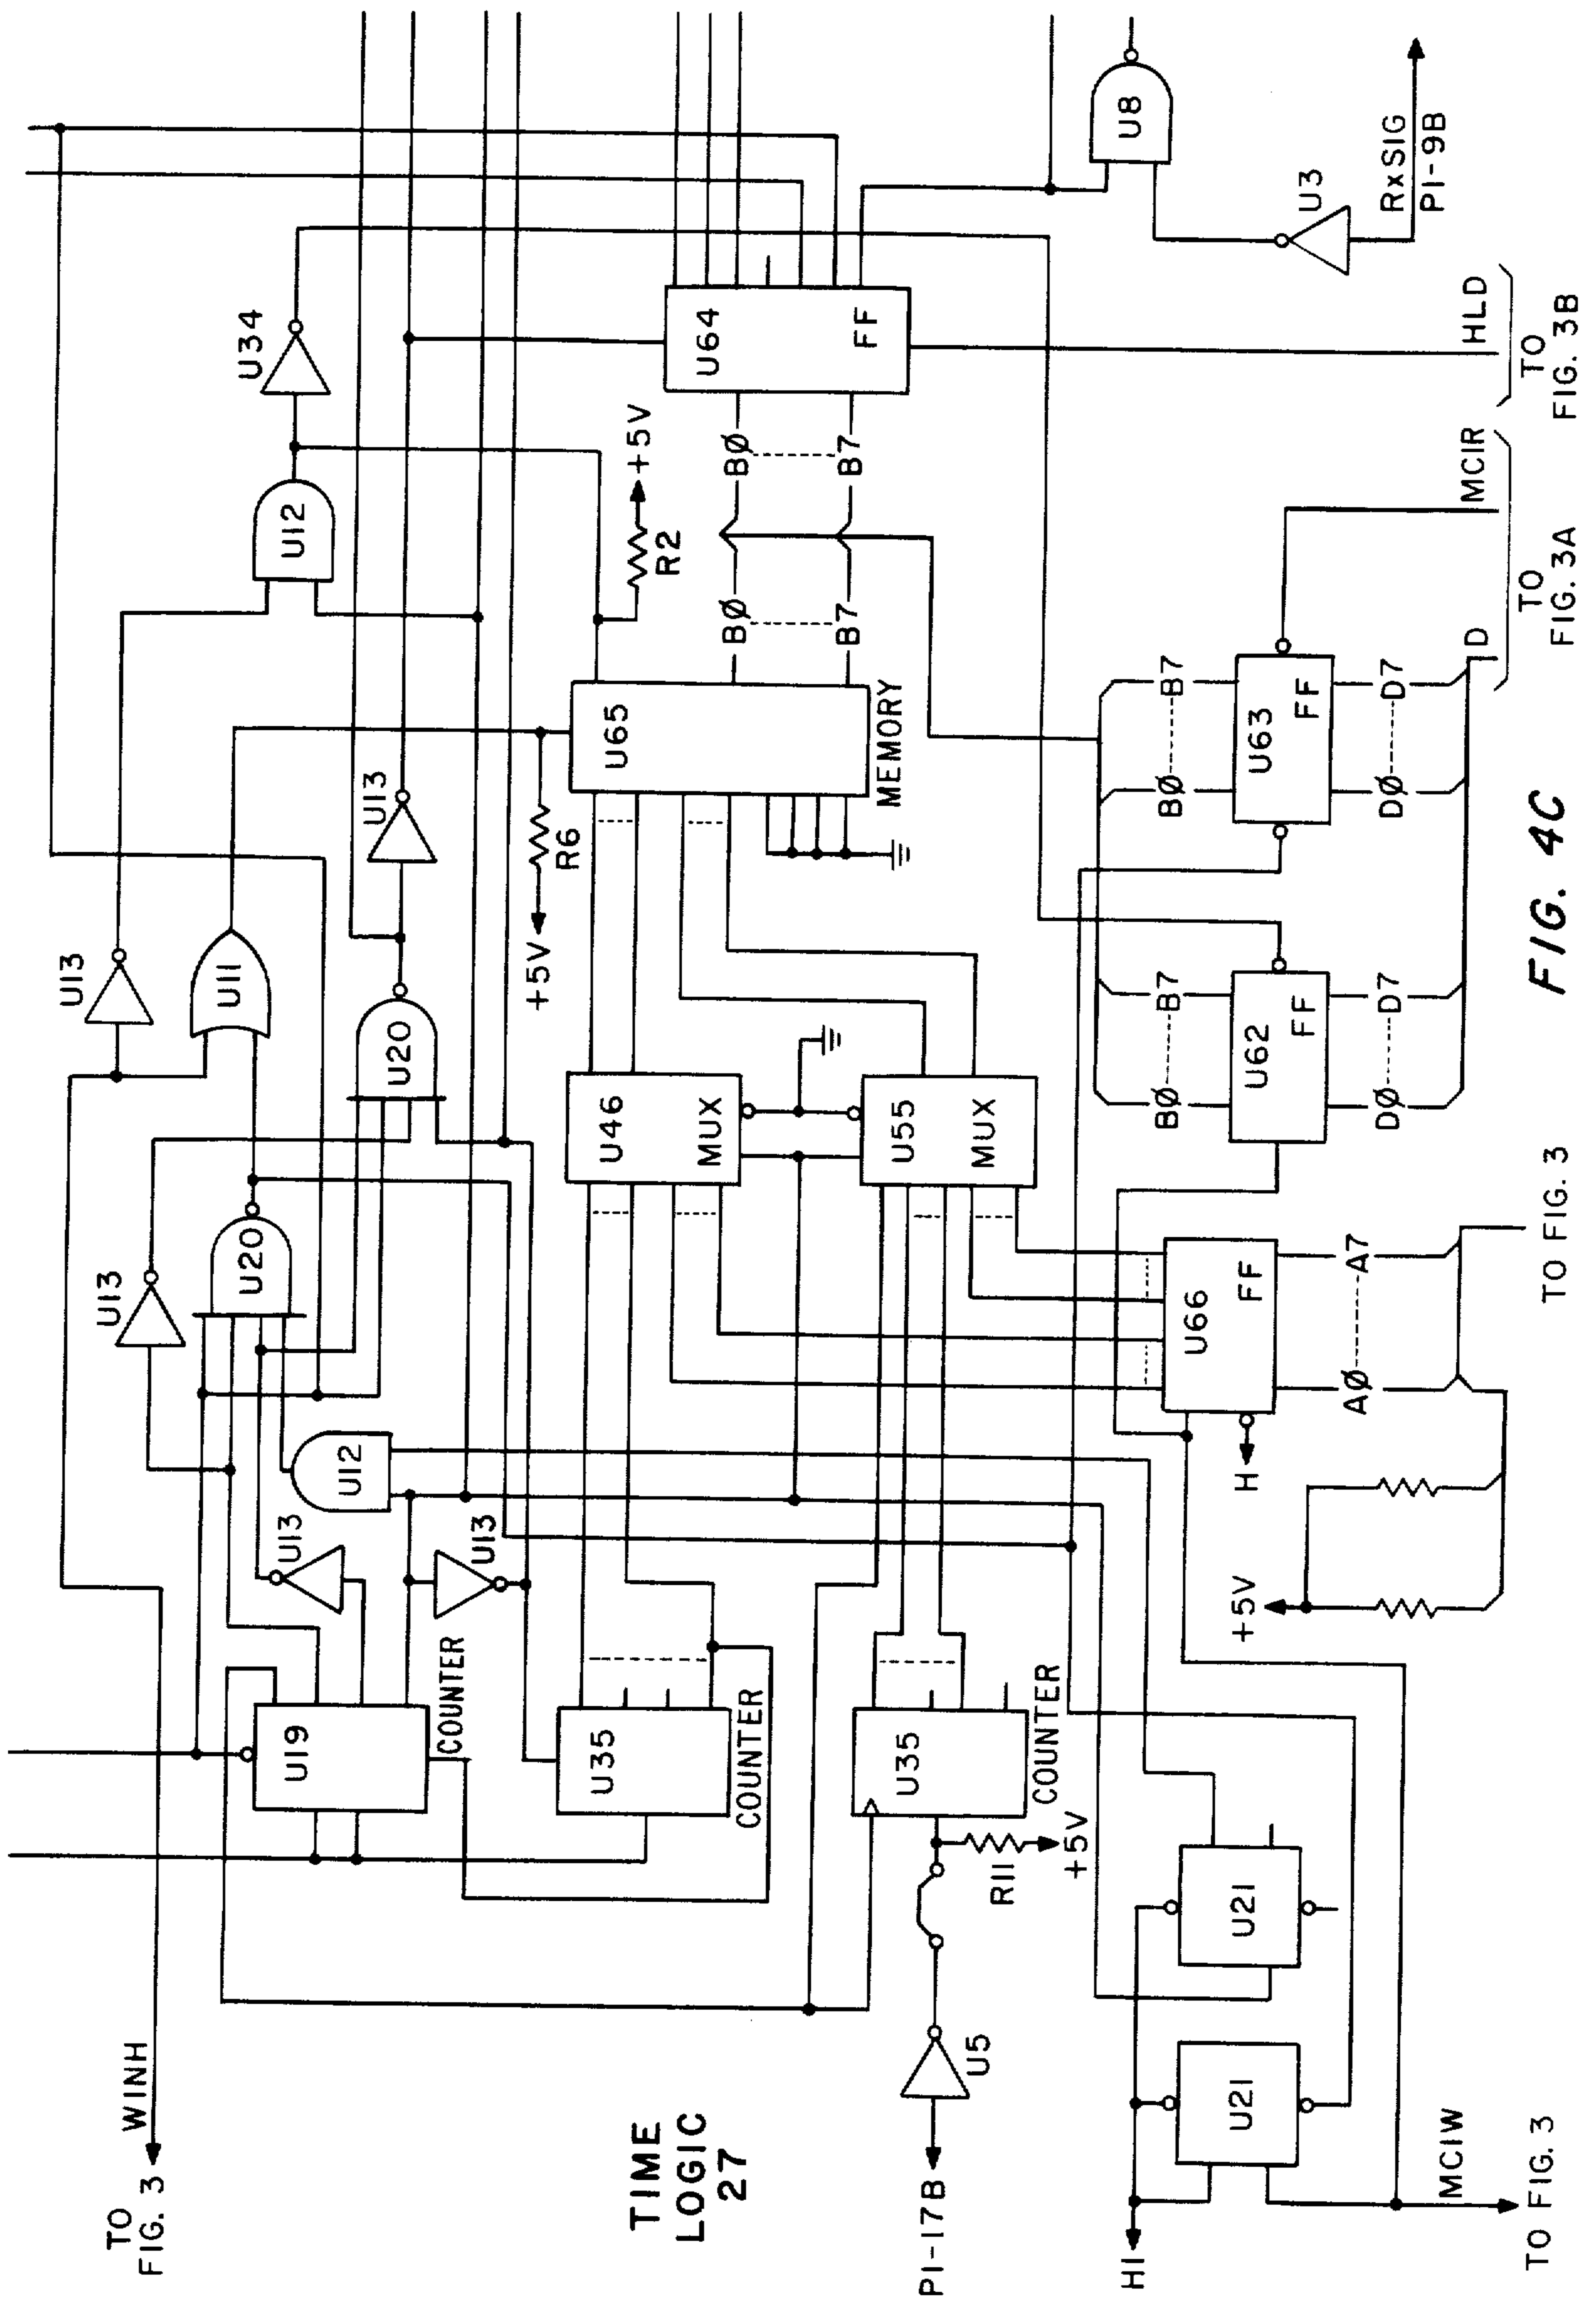 TO
FIG. 3
WINH
U19
COUNTER
U13
U12
U13
U13
U20
U13
U11
U20
U13
U12
U34
TIME
LOGIC
27
U35
COUNTER
U46
MUX
+5V
R6
U65
MEMORY
R2
+5V
BØ
B7
BØ
B7
U64
FF
P1-17B
U5
R11
+5V
U35
COUNTER
U55
MUX
HI
U21
U21
MCIW
TO FIG. 3
+5V
H
U66
FF
AØ
A7
TO FIG. 3
BØ
B7
U62
FF
DØ
D7
BØ
B7
U63
FF
DØ
D7
D
MCIR
TO
FIG. 3A
HLD
TO
FIG. 3B
U8
U3
RxSIG
P1-9B
FIG. 4C